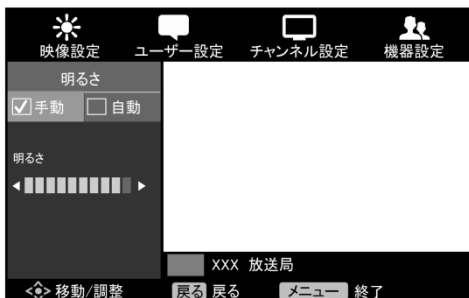 映像設定 ユーザー設定 チャンネル設定 機器設定
明るさ
手動 自動
明るさ
XXX 放送局
移動/調整 戻る 戻る メニュー 終了